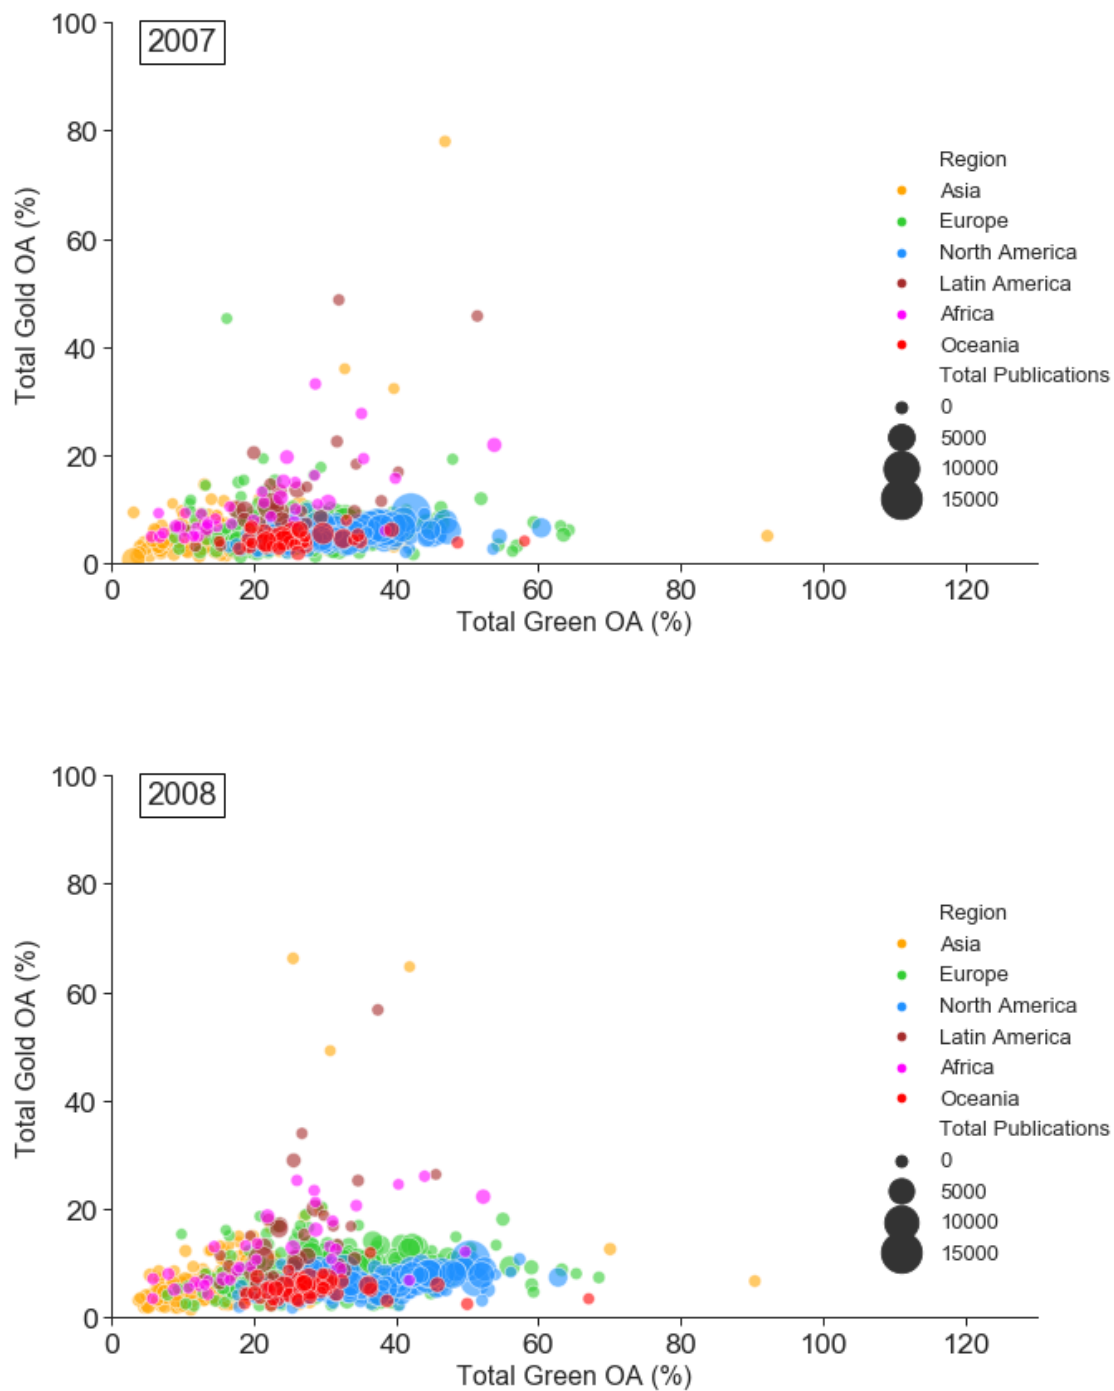 100
2007
80
60
40
20
0
Total Gold OA (%)
0 20 40 60 80 100 120
Total Green OA (%)
Region
Asia
Europe
North America
Latin America
Africa
Oceania
Total Publications
0
5000
10000
15000
100
2008
80
60
40
20
0
Total Gold OA (%)
0 20 40 60 80 100 120
Total Green OA (%)
Region
Asia
Europe
North America
Latin America
Africa
Oceania
Total Publications
0
5000
10000
15000